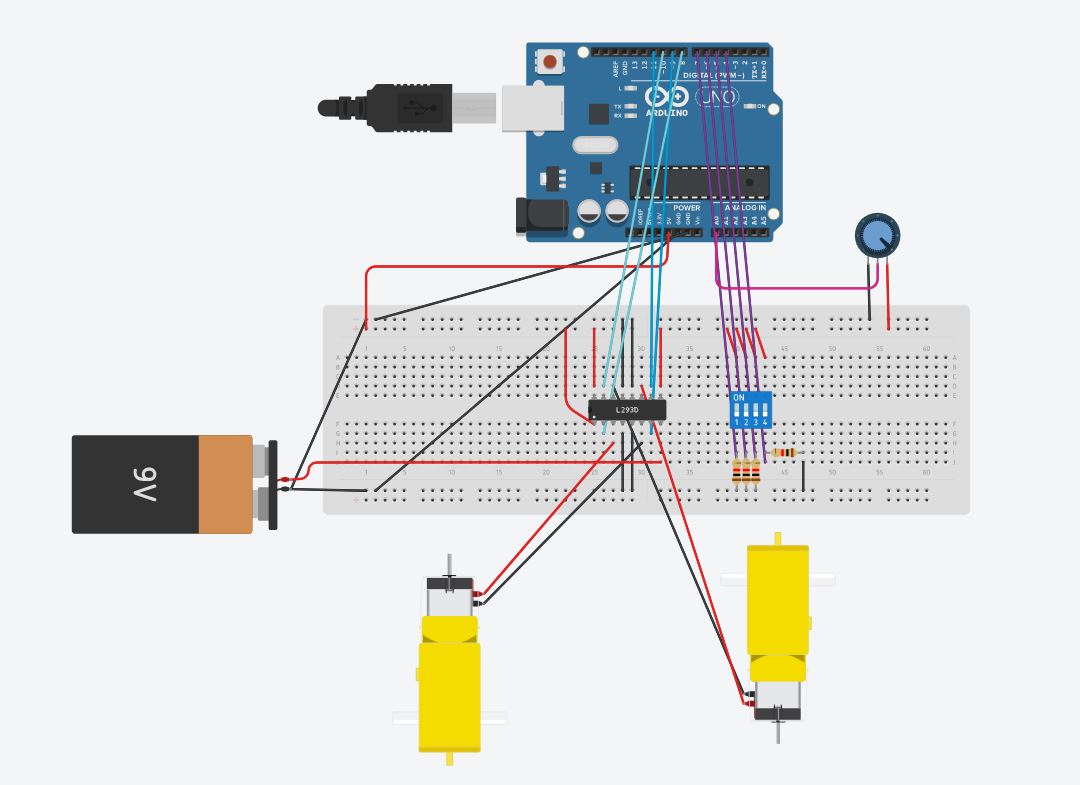 AREF
GND
13
12
~11
~10
~9
8
7
~6
~5
4
~3
2
TX→1
RX←0
DIGITAL (PWM~)
L
TX
RX
ARDUINO
UNO
ON
POWER
ANALOG IN
IOREF
3.3V
5V
GND
GND
Vin
A0
A1
A2
A3
A4
A5
1 5 10 15 20 25 30 35 40 45 50 55 60
A A
B B
C C
D D
E E
L293D
ON
1 2 3 4
F F
G G
H H
I I
J J
1 5 10 15 20 25 30 35 40 45 50 55 60
9V